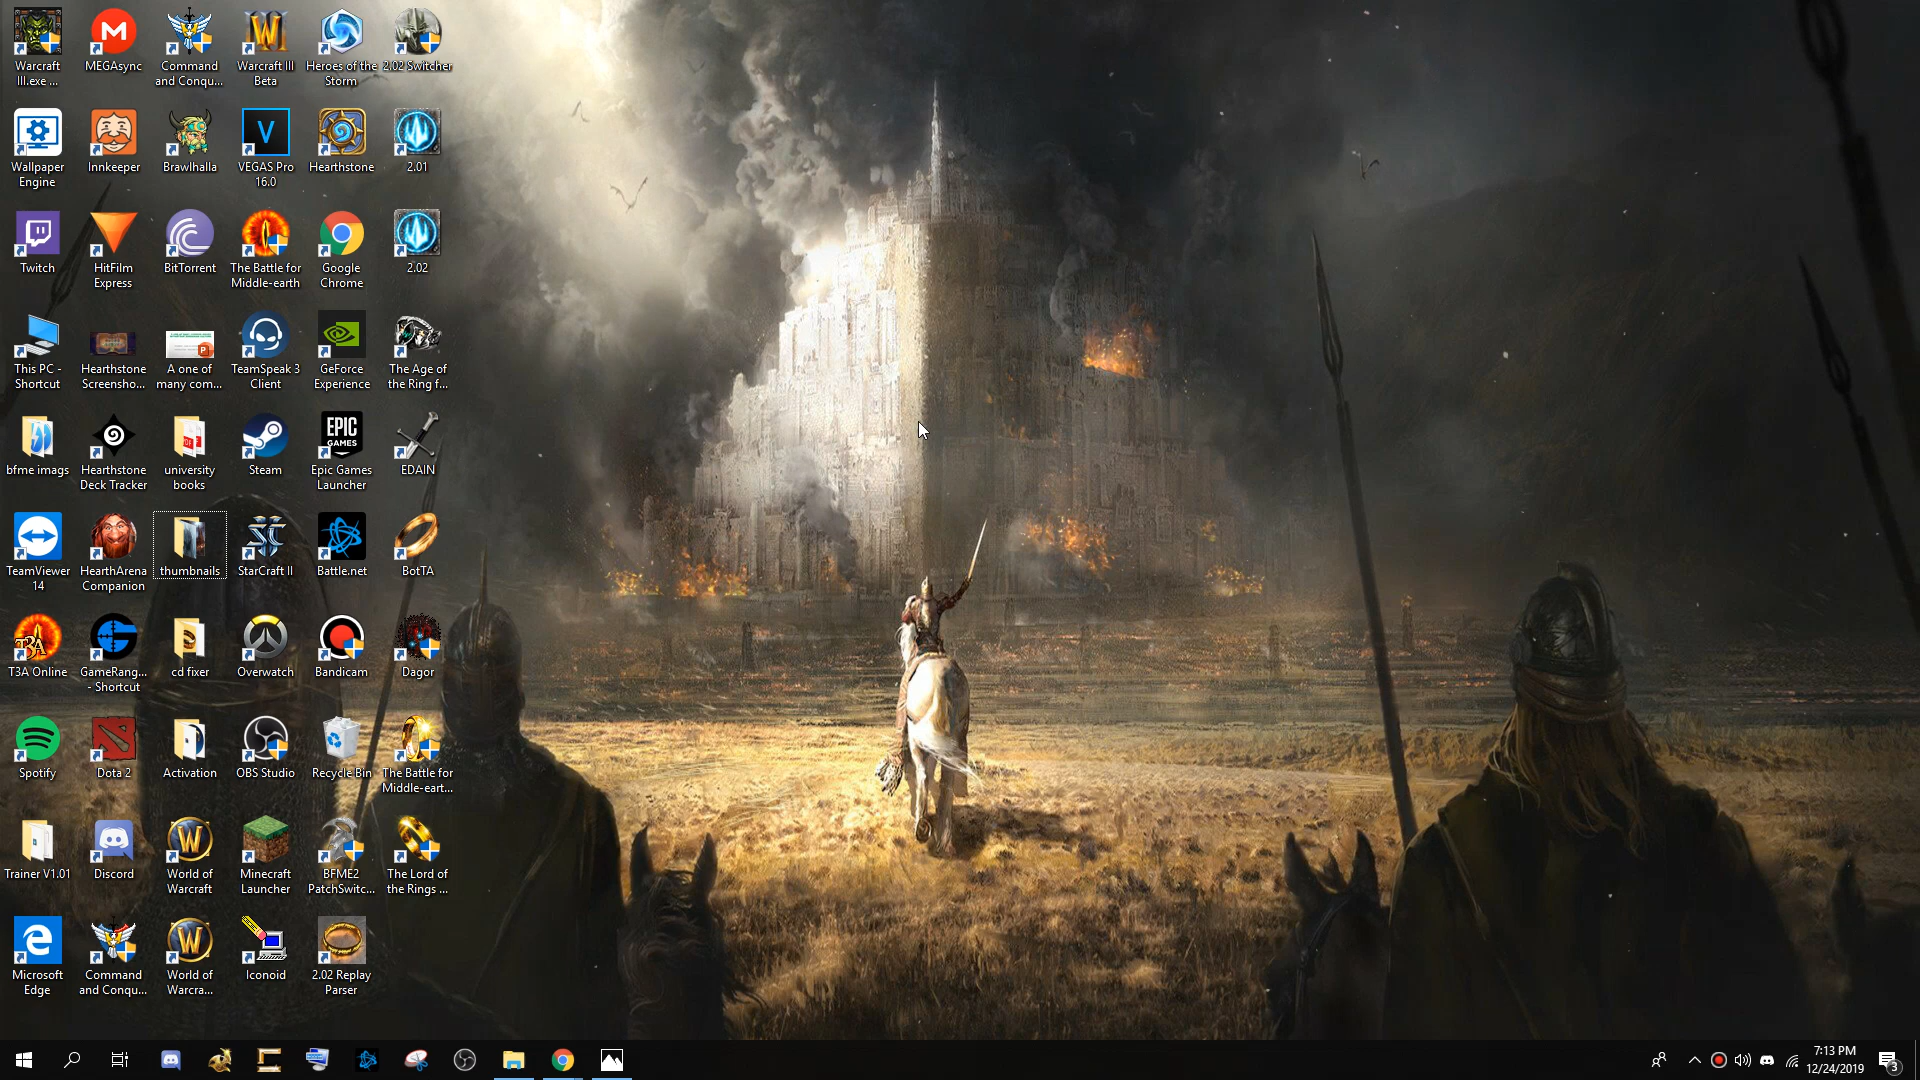 Warcraft
III.exe ...
MEGAsync
Command
and Conqu...
Warcraft III
Beta
Heroes of the
Storm
2.02 Switcher
Wallpaper
Engine
Innkeeper
Brawlhalla
V
VEGAS Pro
16.0
Hearthstone
2.01
Twitch
HitFilm
Express
BitTorrent
The Battle for
Middle-earth
Google
Chrome
2.02
This PC -
Shortcut
Hearthstone
Screensho...
A one of
many com...
TeamSpeak 3
Client
GeForce
Experience
The Age of
the Ring f...
bfme imags
Hearthstone
Deck Tracker
university
books
Steam
EPIC
GAMES
Epic Games
Launcher
EDAIN
TeamViewer
14
HearthArena
Companion
thumbnails
StarCraft II
Battle.net
BotTA
T3A
T3A Online
GameRang...
- Shortcut
cd fixer
Overwatch
Bandicam
Dagor
Spotify
Dota 2
Activation
OBS Studio
Recycle Bin
The Battle for
Middle-eart...
Trainer V1.01
Discord
World of
Warcraft
Minecraft
Launcher
BFME2
PatchSwitc...
The Lord of
the Rings ...
Microsoft
Edge
Command
and Conqu...
World of
Warcra...
Iconoid
2.02 Replay
Parser
7:13 PM
12/24/2019
3